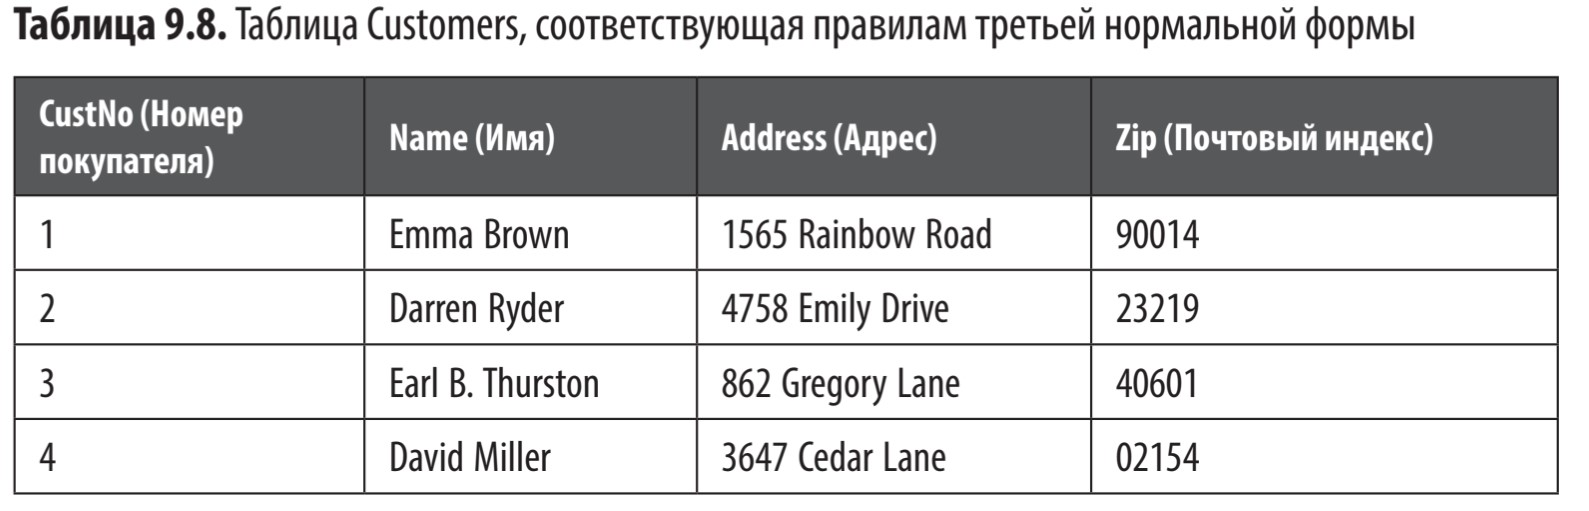 Таблица 9.8. Таблица Customers, соответствующая правилам третьей нормальной формы
CustNo (Номер покупателя) Name (Имя) Address (Адрес) Zip (Почтовый индекс)
1 Emma Brown 1565 Rainbow Road 90014
2 Darren Ryder 4758 Emily Drive 23219
3 Earl B. Thurston 862 Gregory Lane 40601
4 David Miller 3647 Cedar Lane 02154